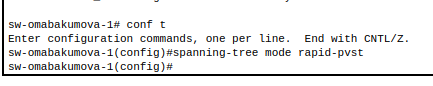 sw-omabakumova-1# conf t
Enter configuration commands, one per line.  End with CNTL/Z.
sw-omabakumova-1(config)#spanning-tree mode rapid-pvst
sw-omabakumova-1(config)#